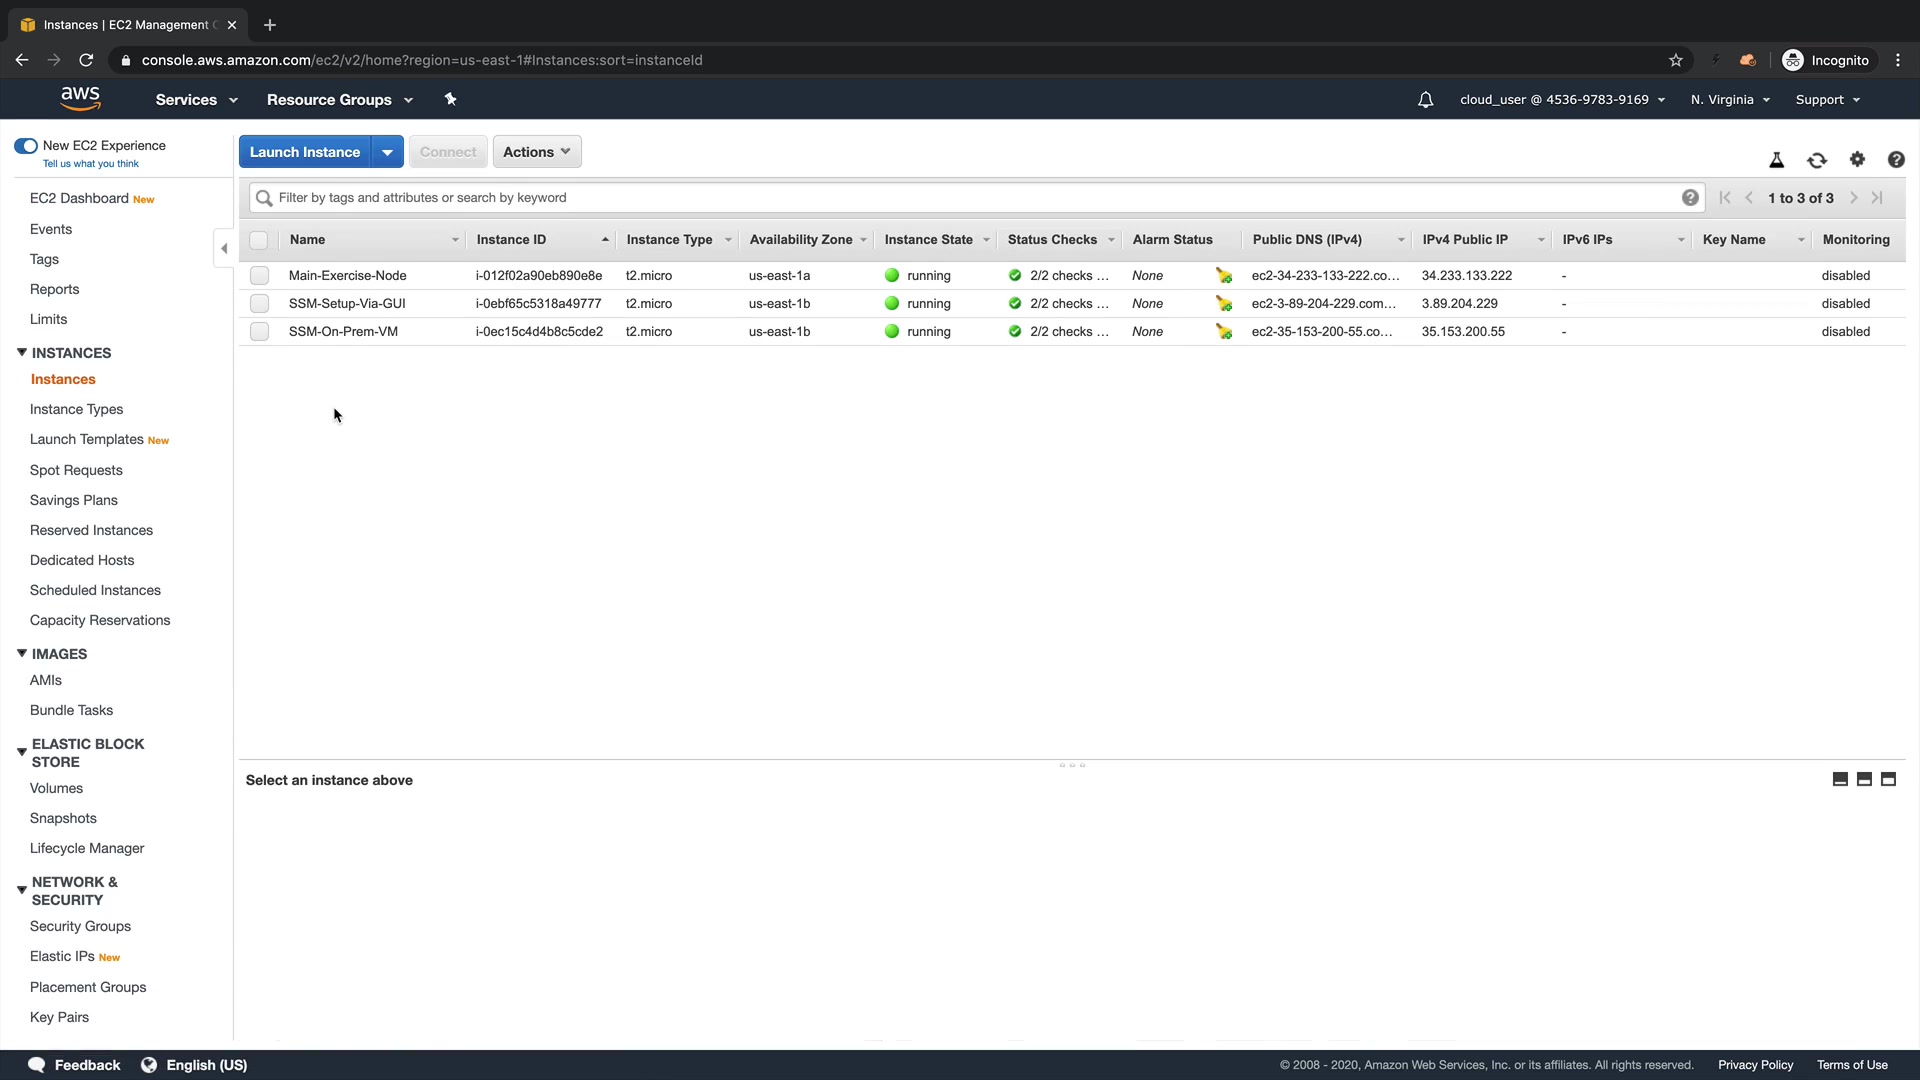 Instances | EC2 Management C
console.aws.amazon.com/ec2/v2/home?region=us-east-1#Instances:sort=instanceId
Incognito
aws
Services
Resource Groups
cloud_user @ 4536-9783-9169
N. Virginia
Support
New EC2 Experience
Tell us what you think
EC2 Dashboard New
Events
Tags
Reports
Limits
INSTANCES
Instances
Instance Types
Launch Templates New
Spot Requests
Savings Plans
Reserved Instances
Dedicated Hosts
Scheduled Instances
Capacity Reservations
IMAGES
AMIs
Bundle Tasks
ELASTIC BLOCK
STORE
Volumes
Snapshots
Lifecycle Manager
NETWORK &
SECURITY
Security Groups
Elastic IPs New
Placement Groups
Key Pairs
Launch Instance
Connect
Actions
Filter by tags and attributes or search by keyword
1 to 3 of 3
Name Instance ID Instance Type Availability Zone Instance State Status Checks Alarm Status Public DNS (IPv4) IPv4 Public IP IPv6 IPs Key Name Monitoring
Main-Exercise-Node i-012f02a90eb890e8e t2.micro us-east-1a running 2/2 checks ... None ec2-34-233-133-222.co... 34.233.133.222 - disabled
SSM-Setup-Via-GUI i-0ebf65c5318a49777 t2.micro us-east-1b running 2/2 checks ... None ec2-3-89-204-229.com... 3.89.204.229 - disabled
SSM-On-Prem-VM i-0ec15c4d4b8c5cde2 t2.micro us-east-1b running 2/2 checks ... None ec2-35-153-200-55.co... 35.153.200.55 - disabled
Select an instance above
Feedback
English (US)
© 2008 - 2020, Amazon Web Services, Inc. or its affiliates. All rights reserved.
Privacy Policy
Terms of Use